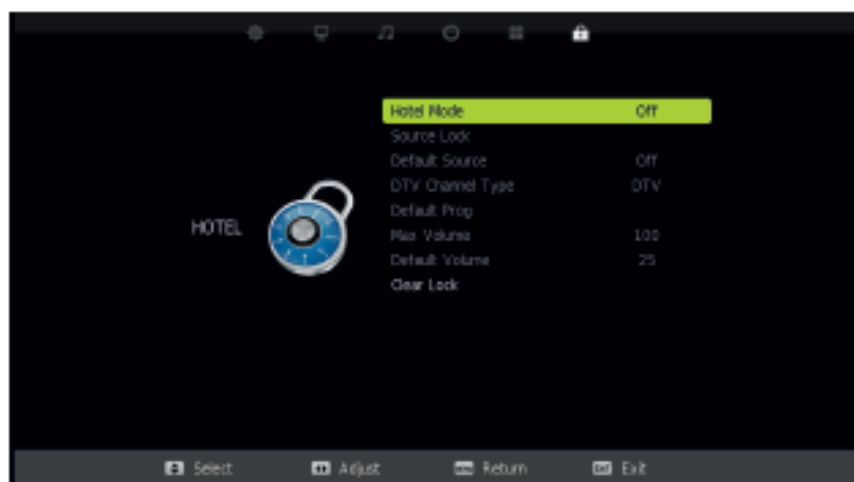 Hotel Mode Off
Source Lock
Default Source Off
DTV Channel Type DTV
Default Prog
HOTEL
Max Volume 100
Default Volume 25
Clear Lock
Select Adjust Return Exit